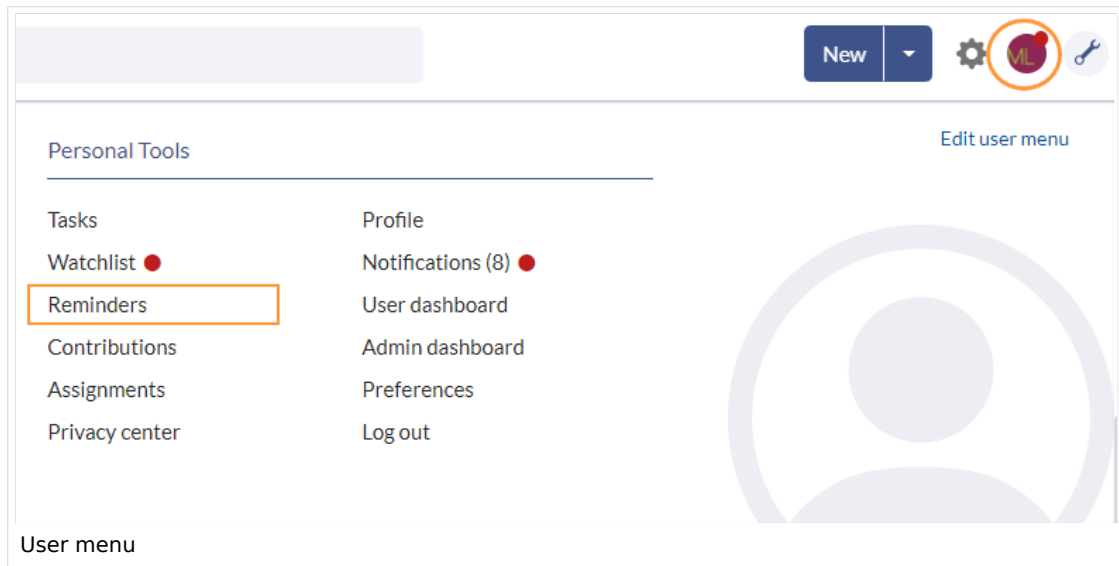 New
ML
Personal Tools
Edit user menu
Tasks
Profile
Watchlist
Notifications (8)
Reminders
User dashboard
Contributions
Admin dashboard
Assignments
Preferences
Privacy center
Log out
User menu